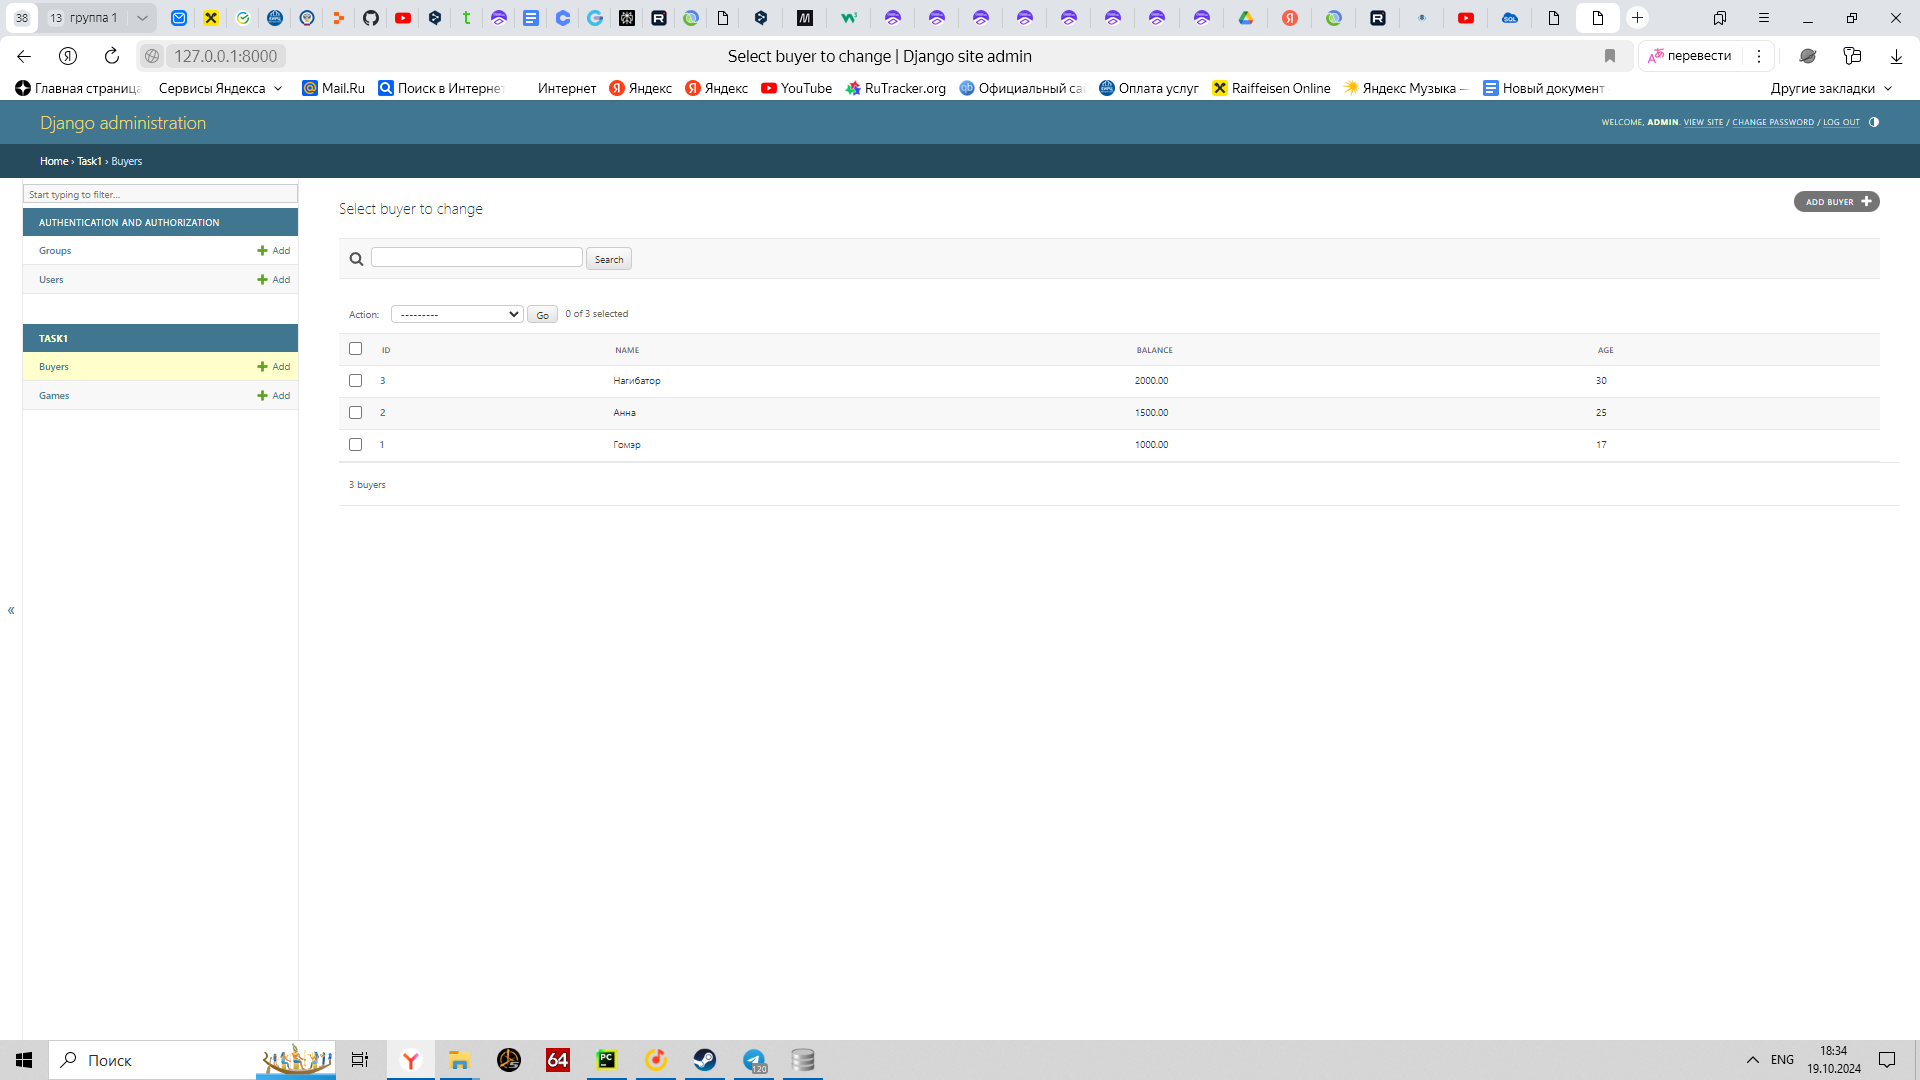 38 13 группа 1
127.0.0.1:8000 Select buyer to change | Django site admin перевести
Главная страница Сервисы Яндекса Mail.Ru Поиск в Интернет Интернет Яндекс Яндекс YouTube RuTracker.org Официальный сай Оплата услуг Raiffeisen Online Яндекс Музыка — Новый документ Другие закладки
Django administration WELCOME, ADMIN. VIEW SITE / CHANGE PASSWORD / LOG OUT
Home › Task1 › Buyers
Start typing to filter...
AUTHENTICATION AND AUTHORIZATION
Groups Add
Users Add
TASK1
Buyers Add
Games Add
«
Select buyer to change ADD BUYER
Search
Action: --------- Go 0 of 3 selected
ID NAME BALANCE AGE
3 Нагибатор 2000.00 30
2 Анна 1500.00 25
1 Гомэр 1000.00 17
3 buyers
Поиск 64 PC 120 ENG 18:34
19.10.2024